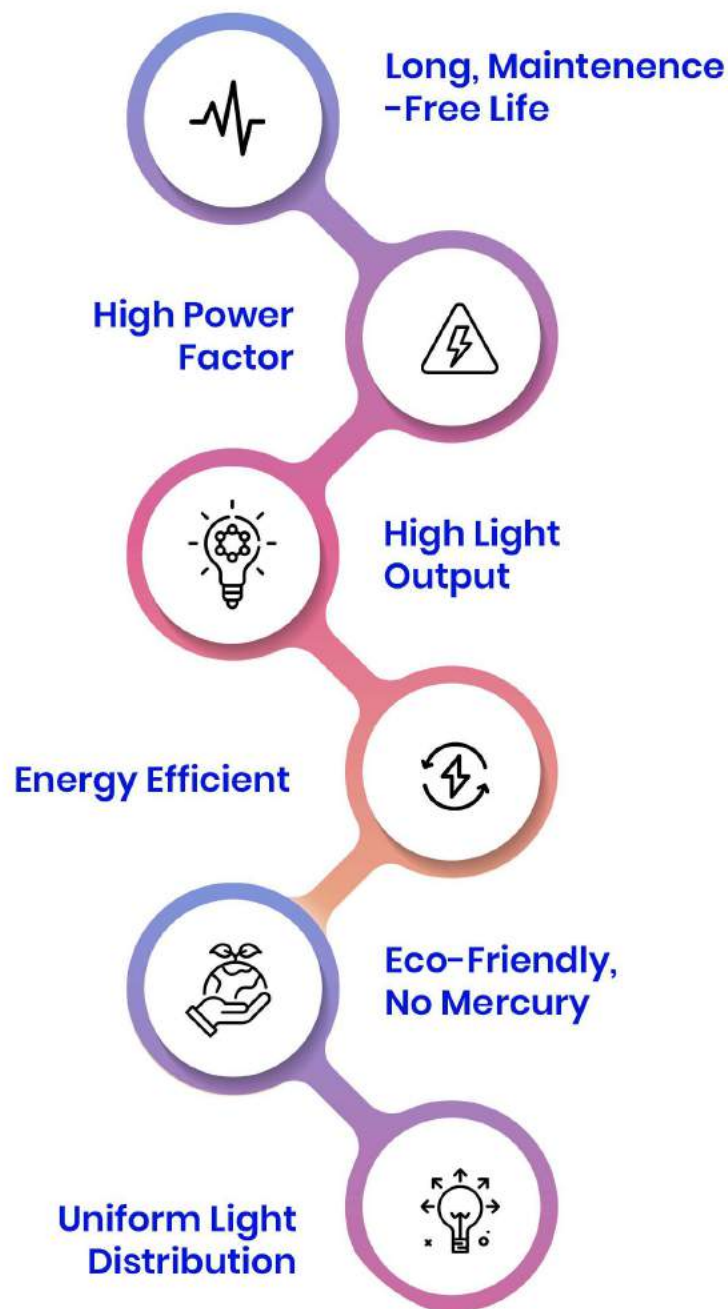 Long, Maintenence
-Free Life
High Power
Factor
High Light
Output
Energy Efficient
Eco-Friendly,
No Mercury
Uniform Light
Distribution